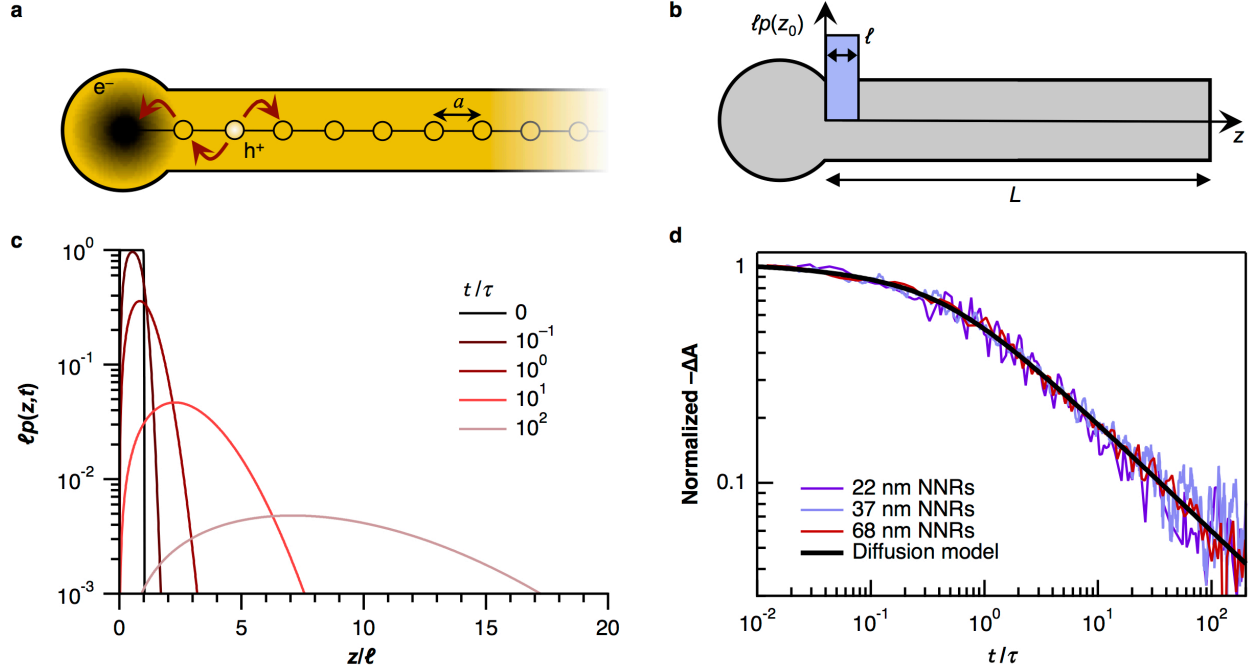 a
e⁻
h⁺
a
b
ℓp(z₀)
ℓ
z
L
c
ℓp(z,t)
10⁰
10⁻¹
10⁻²
10⁻³
0
5
10
15
20
z/ℓ
t/τ
0
10⁻¹
10⁰
10¹
10²
d
Normalized −ΔA
1
0.1
22 nm NNRs
37 nm NNRs
68 nm NNRs
Diffusion model
10⁻²
10⁻¹
10⁰
10¹
10²
t/τ